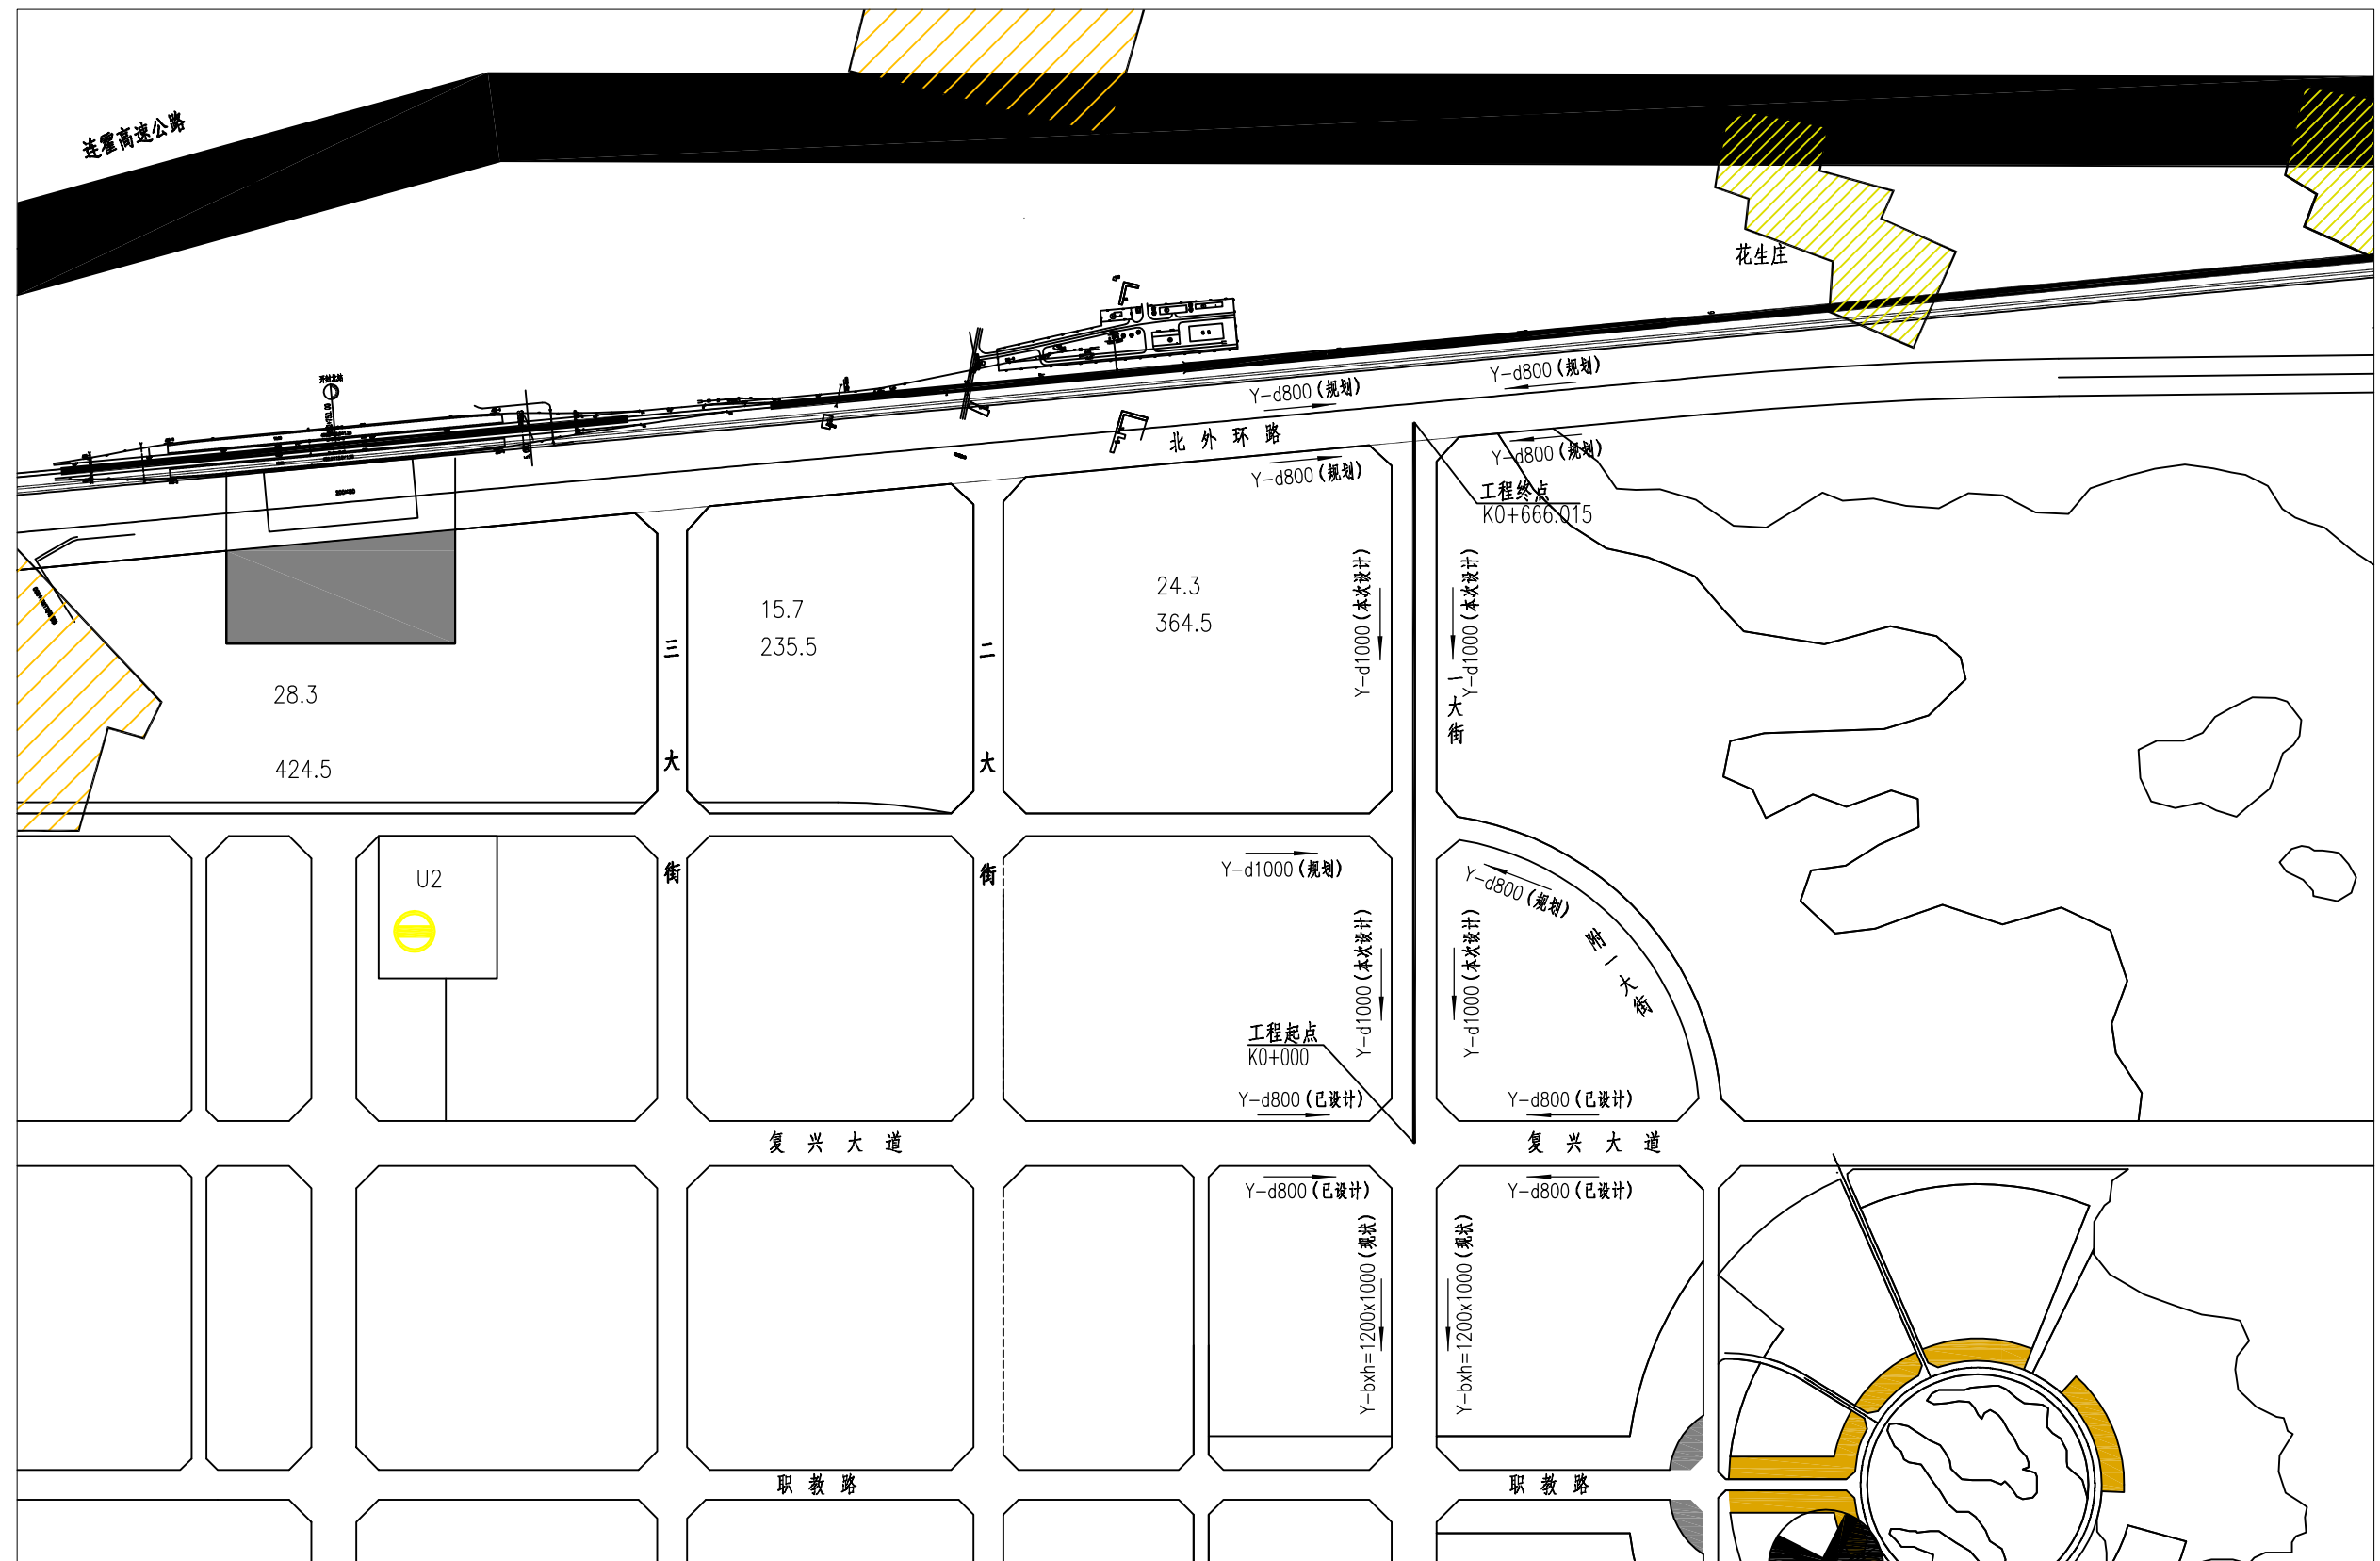 连霍高速公路
花生庄
开封北站
Y-d800 (规划)
Y-d800 (规划)
北外环路
Y-d800 (规划)
Y-d800 (规划)
工程终点
K0+666.015
15.7
235.5
24.3
364.5
Y-d1000 (本次设计)
Y-d1000 (本次设计)
28.3
424.5
三大街
二大街
一大街
U2
Y-d1000 (规划)
Y-d800 (规划)
附一大街
Y-d1000 (本次设计)
Y-d1000 (本次设计)
工程起点
K0+000
Y-d800 (已设计)
Y-d800 (已设计)
复兴大道
复兴大道
Y-d800 (已设计)
Y-d800 (已设计)
Y-bxh=1200x1000 (现状)
Y-bxh=1200x1000 (现状)
职教路
职教路